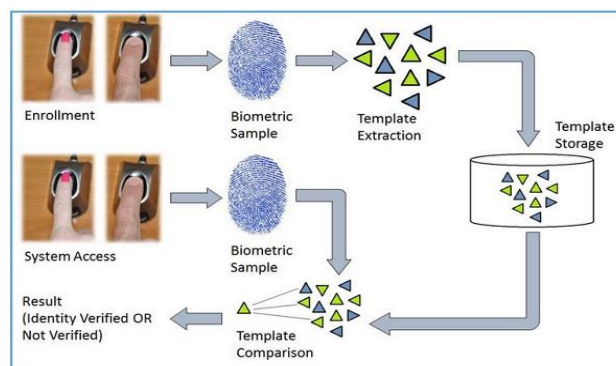 Enrollment
Biometric
Sample
Template
Extraction
Template
Storage
System Access
Biometric
Sample
Result
(Identity Verified OR
Not Verified)
Template
Comparison